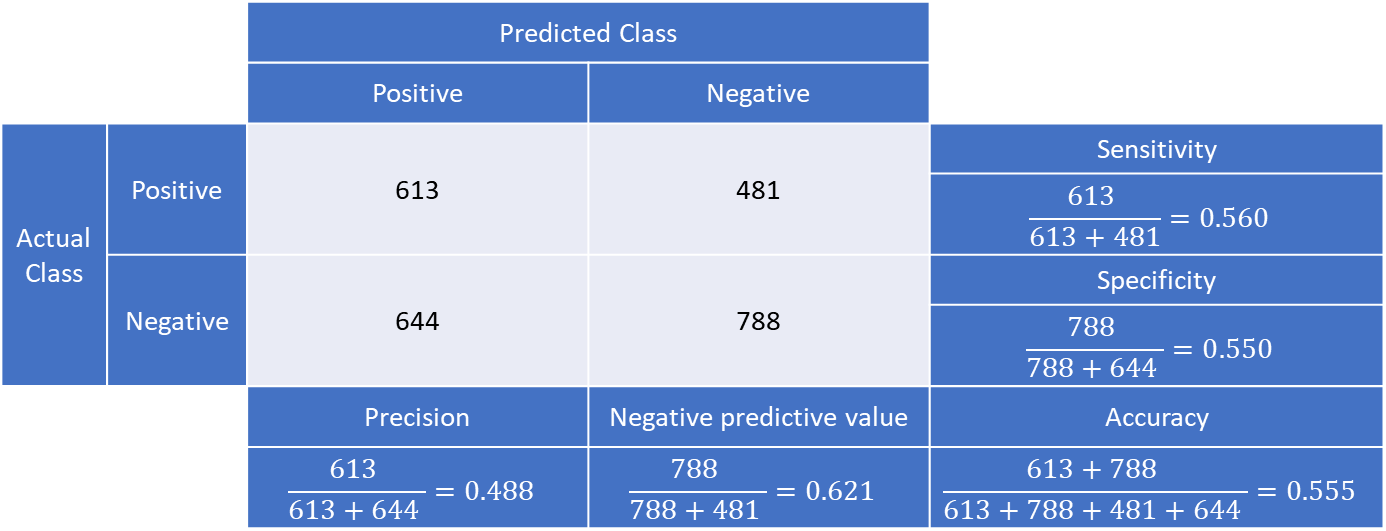 Predicted Class
Positive
Negative
Actual
Class
Positive
613
481
Sensitivity
613
613 + 481
= 0.560
Negative
644
788
Specificity
788
788 + 644
= 0.550
Precision
613
613 + 644
= 0.488
Negative predictive value
788
788 + 481
= 0.621
Accuracy
613 + 788
613 + 788 + 481 + 644
= 0.555